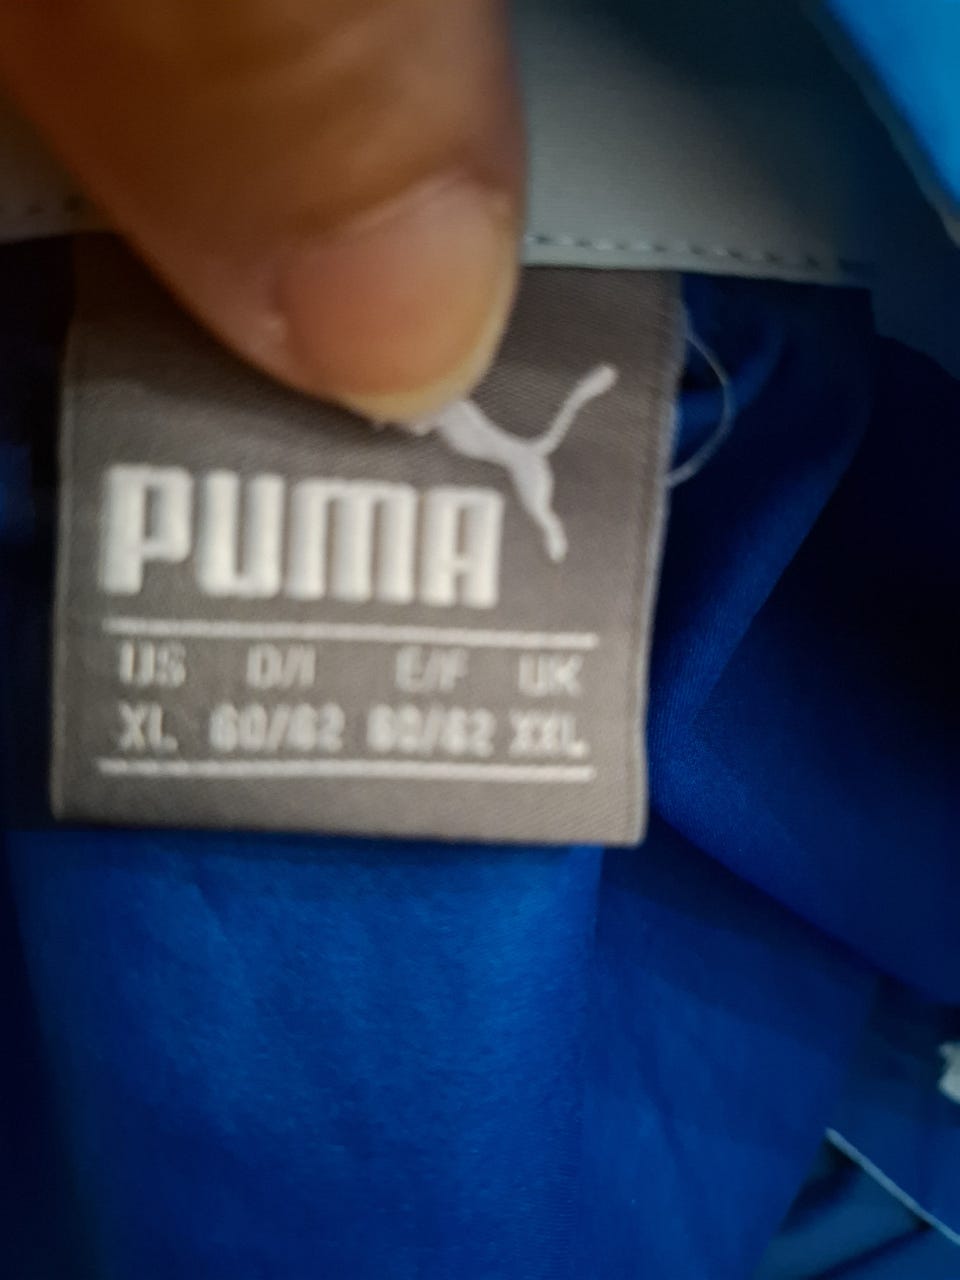 PUMA
US D/I E/F UK
XL 60/62 60/62 XXL